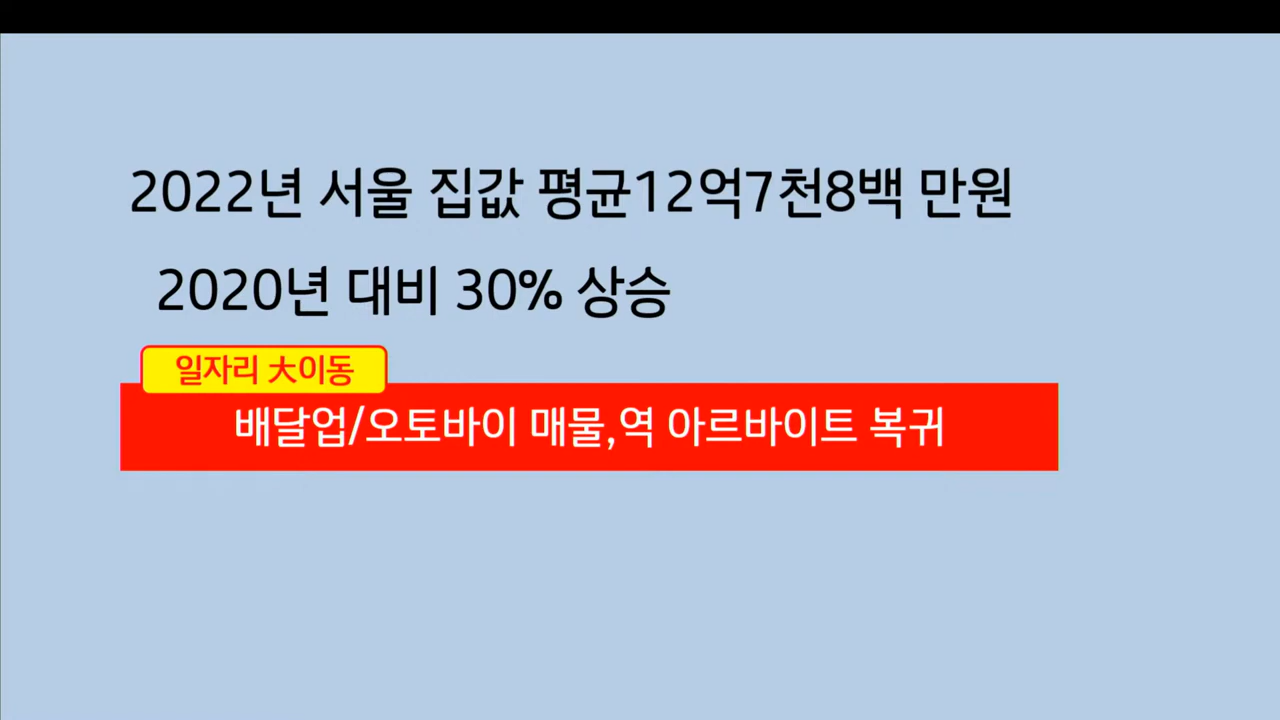 2022년 서울 집값 평균12억7천8백 만원
2020년 대비 30% 상승
일자리 大이동
배달업/오토바이 매물,역 아르바이트 복귀